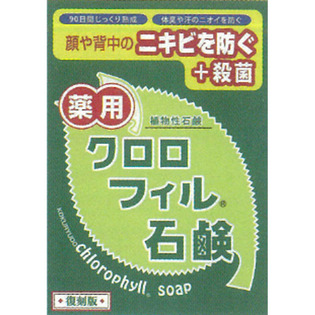 90日間じっくり熟成
体臭や汗のニオイを防ぐ
顔や背中のニキビを防ぐ
+殺菌
薬用
植物性石鹸
クロロ
フィル®
石鹸
KOKURYUDO
chlorophyll® soap
復刻版